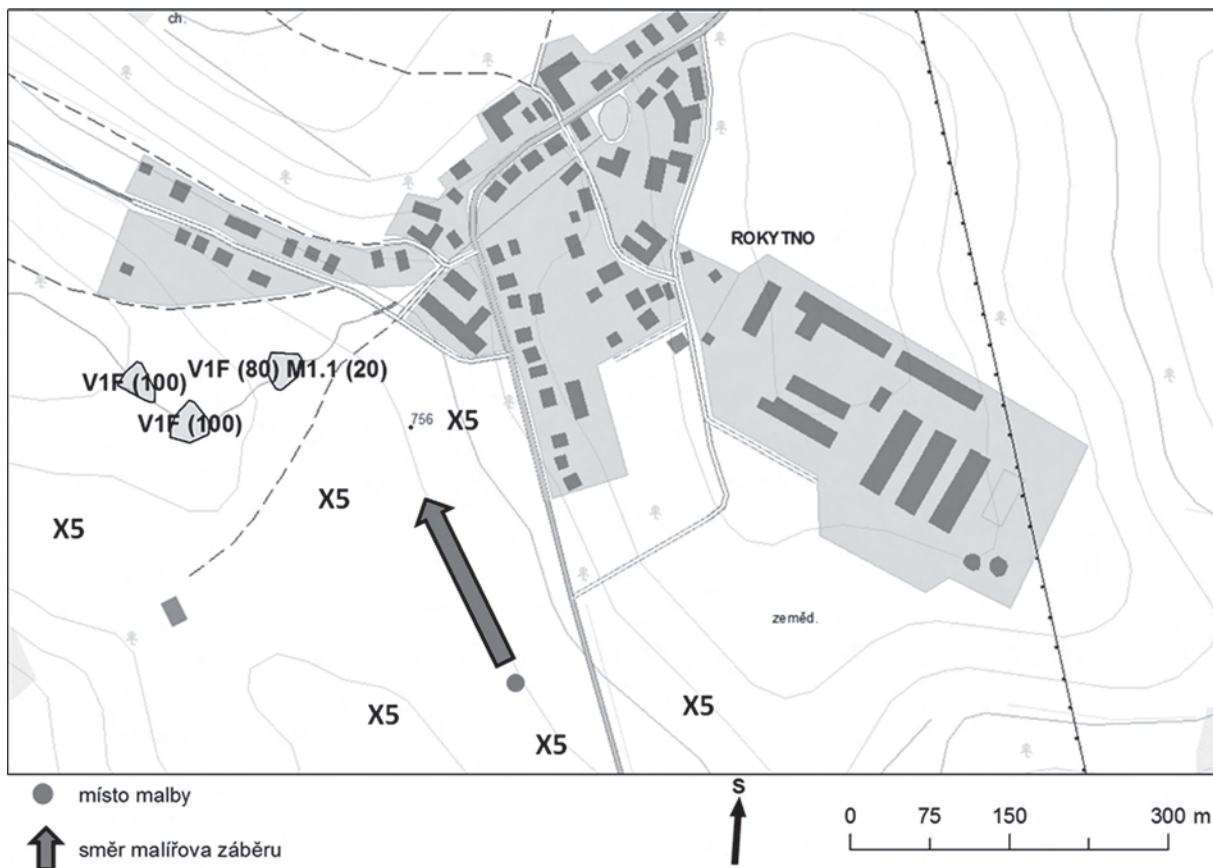 ch.
ROKYTNO
V1F (80) M1.1 (20)
V1F (100)
V1F (100)
756
X5
X5
X5
zeměd.
X5
X5
X5
místo malby
směr malířova záběru
S
0 75 150 300 m